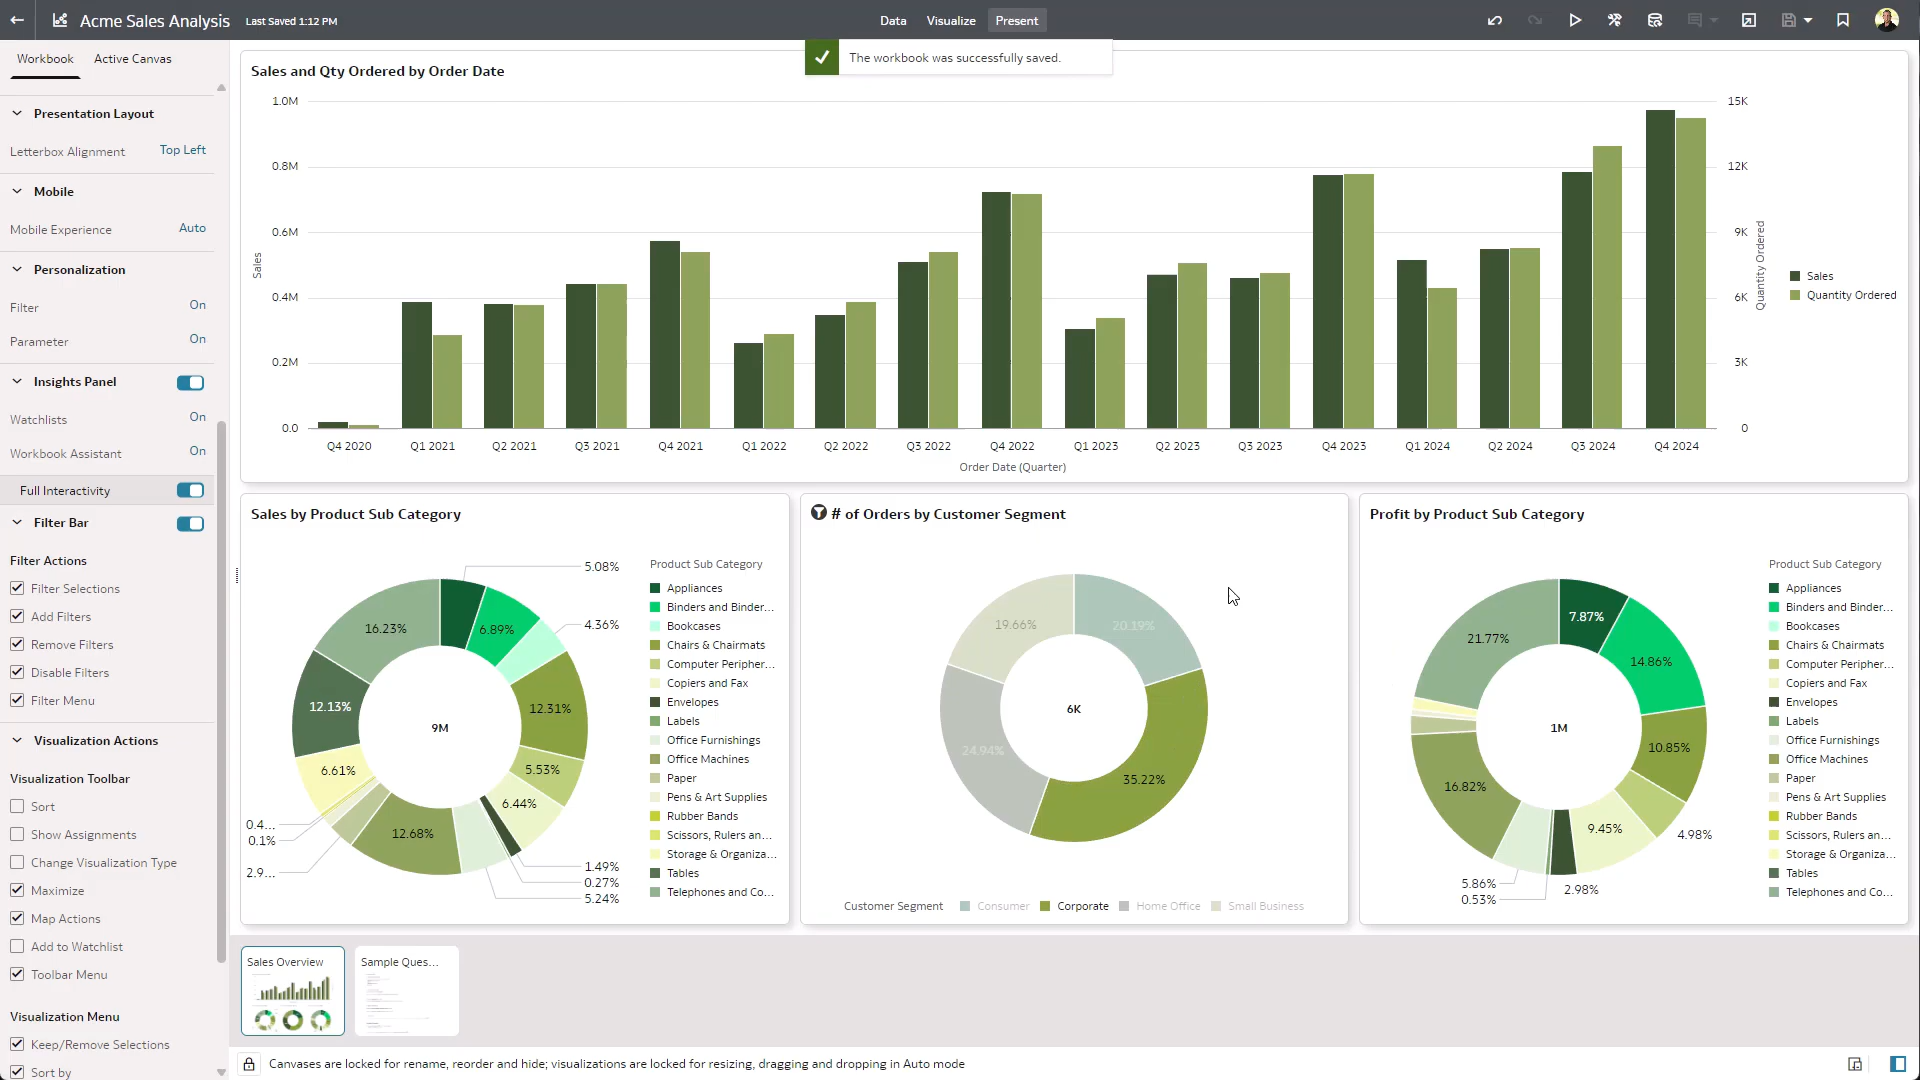 Acme Sales Analysis
Last Saved 1:12 PM
Data
Visualize
Present
The workbook was successfully saved.
Workbook
Active Canvas
Presentation Layout
Letterbox Alignment
Top Left
Mobile
Mobile Experience
Auto
Personalization
Filter
On
Parameter
On
Insights Panel
Watchlists
On
Workbook Assistant
On
Full Interactivity
Filter Bar
Filter Actions
Filter Selections
Add Filters
Remove Filters
Disable Filters
Filter Menu
Visualization Actions
Visualization Toolbar
Sort
Show Assignments
Change Visualization Type
Maximize
Map Actions
Add to Watchlist
Toolbar Menu
Visualization Menu
Keep/Remove Selections
Sort by
Sales and Qty Ordered by Order Date
1.0M
0.8M
0.6M
0.4M
0.2M
0.0
Sales
15K
12K
9K
6K
3K
0
Quantity Ordered
Q4 2020
Q1 2021
Q2 2021
Q3 2021
Q4 2021
Q1 2022
Q2 2022
Q3 2022
Q4 2022
Q1 2023
Q2 2023
Q3 2023
Q4 2023
Q1 2024
Q2 2024
Q3 2024
Q4 2024
Order Date (Quarter)
Sales
Quantity Ordered
Sales by Product Sub Category
5.08%
6.89%
4.36%
12.31%
5.53%
6.44%
1.49%
0.27%
5.24%
12.68%
2.9...
0.1%
0.4...
6.61%
12.13%
16.23%
9M
Product Sub Category
Appliances
Binders and Binder...
Bookcases
Chairs & Chairmats
Computer Peripher...
Copiers and Fax
Envelopes
Labels
Office Furnishings
Office Machines
Paper
Pens & Art Supplies
Rubber Bands
Scissors, Rulers an...
Storage & Organiza...
Tables
Telephones and Co...
# of Orders by Customer Segment
20.19%
35.22%
24.94%
19.66%
6K
Customer Segment
Consumer
Corporate
Home Office
Small Business
Profit by Product Sub Category
7.87%
14.86%
10.85%
4.98%
9.45%
2.98%
0.53%
5.86%
16.82%
21.77%
1M
Product Sub Category
Appliances
Binders and Binder...
Bookcases
Chairs & Chairmats
Computer Peripher...
Copiers and Fax
Envelopes
Labels
Office Furnishings
Office Machines
Paper
Pens & Art Supplies
Rubber Bands
Scissors, Rulers an...
Storage & Organiza...
Tables
Telephones and Co...
Sales Overview
Sample Ques...
Canvases are locked for rename, reorder and hide; visualizations are locked for resizing, dragging and dropping in Auto mode